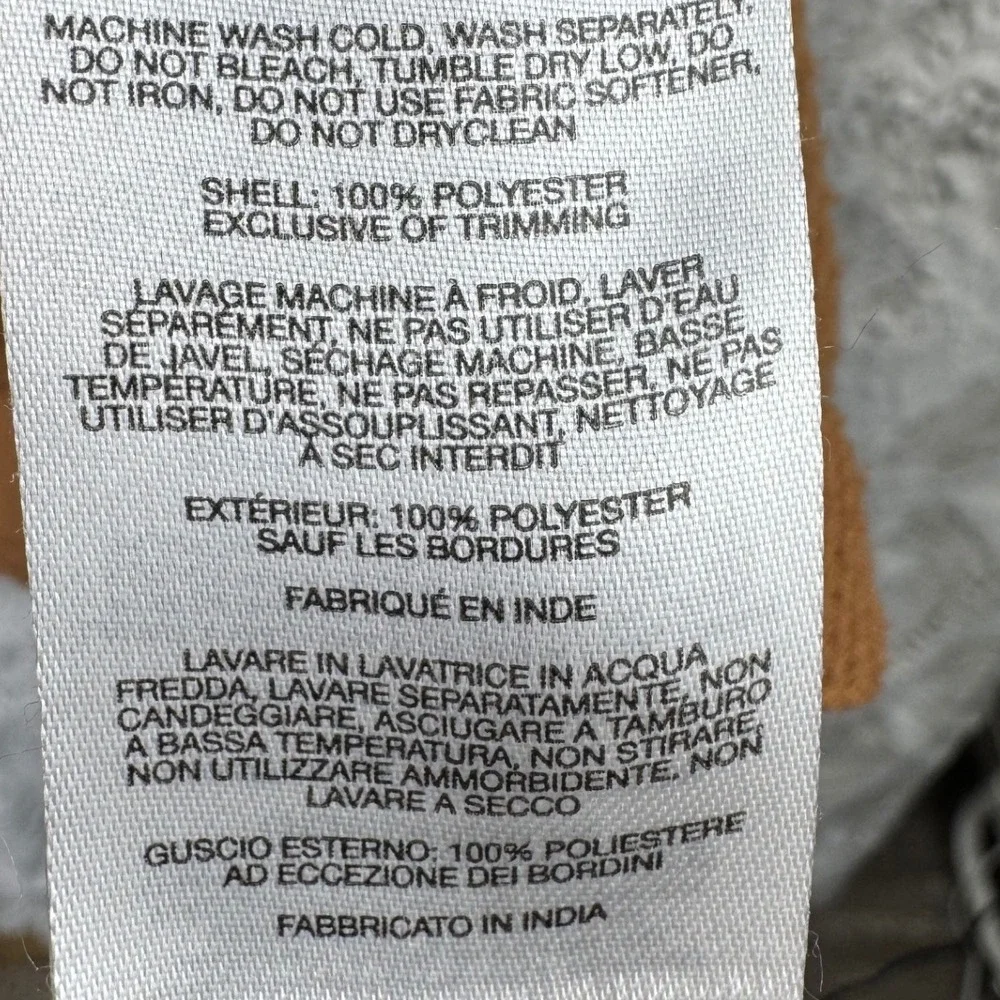 MACHINE WASH COLD, WASH SEPARATELY,
DO NOT BLEACH, TUMBLE DRY LOW, DO
NOT IRON, DO NOT USE FABRIC SOFTENER,
DO NOT DRYCLEAN
SHELL: 100% POLYESTER
EXCLUSIVE OF TRIMMING
LAVAGE MACHINE À FROID, LAVER
SÉPARÉMENT, NE PAS UTILISER D'EAU
DE JAVEL, SÉCHAGE MACHINE, BASSE
TEMPÉRATURE, NE PAS REPASSER, NE PAS
UTILISER D'ASSOUPLISSANT, NETTOYAGE
À SEC INTERDIT
EXTÉRIEUR: 100% POLYESTER
SAUF LES BORDURES
FABRIQUÉ EN INDE
LAVARE IN LAVATRICE IN ACQUA
FREDDA, LAVARE SEPARATAMENTE, NON
CANDEGGIARE, ASCIUGARE A TAMBURO
A BASSA TEMPERATURA, NON STIRARE,
NON UTILIZZARE AMMORBIDENTE, NON
LAVARE A SECCO
GUSCIO ESTERNO: 100% POLIESTERE
AD ECCEZIONE DEI BORDINI
FABBRICATO IN INDIA